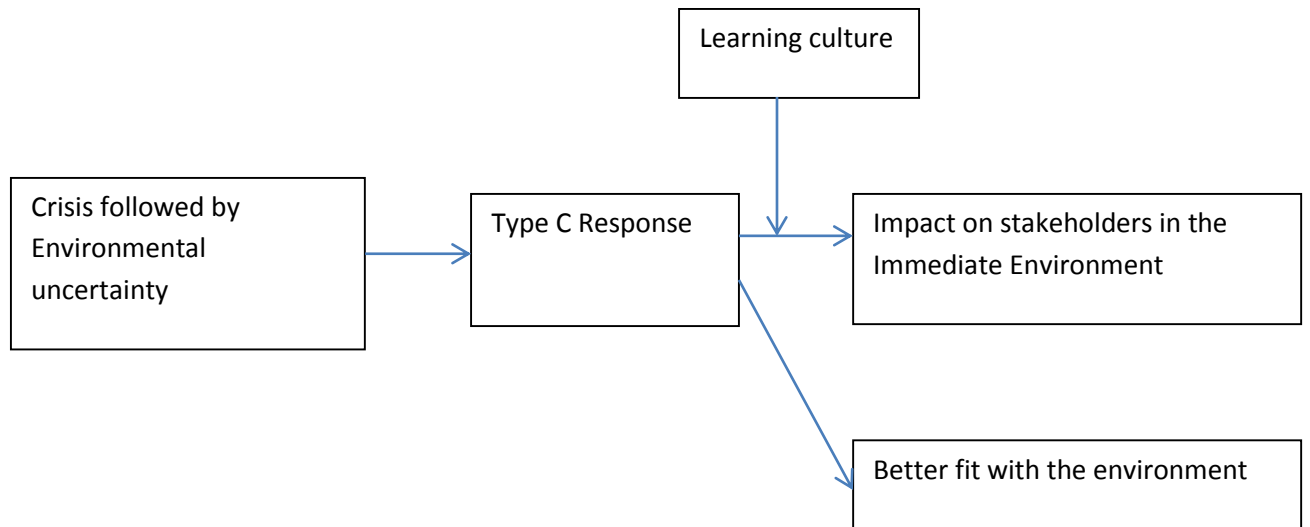 Learning culture
Crisis followed by
Environmental
uncertainty
Type C Response
Impact on stakeholders in the
Immediate Environment
Better fit with the environment